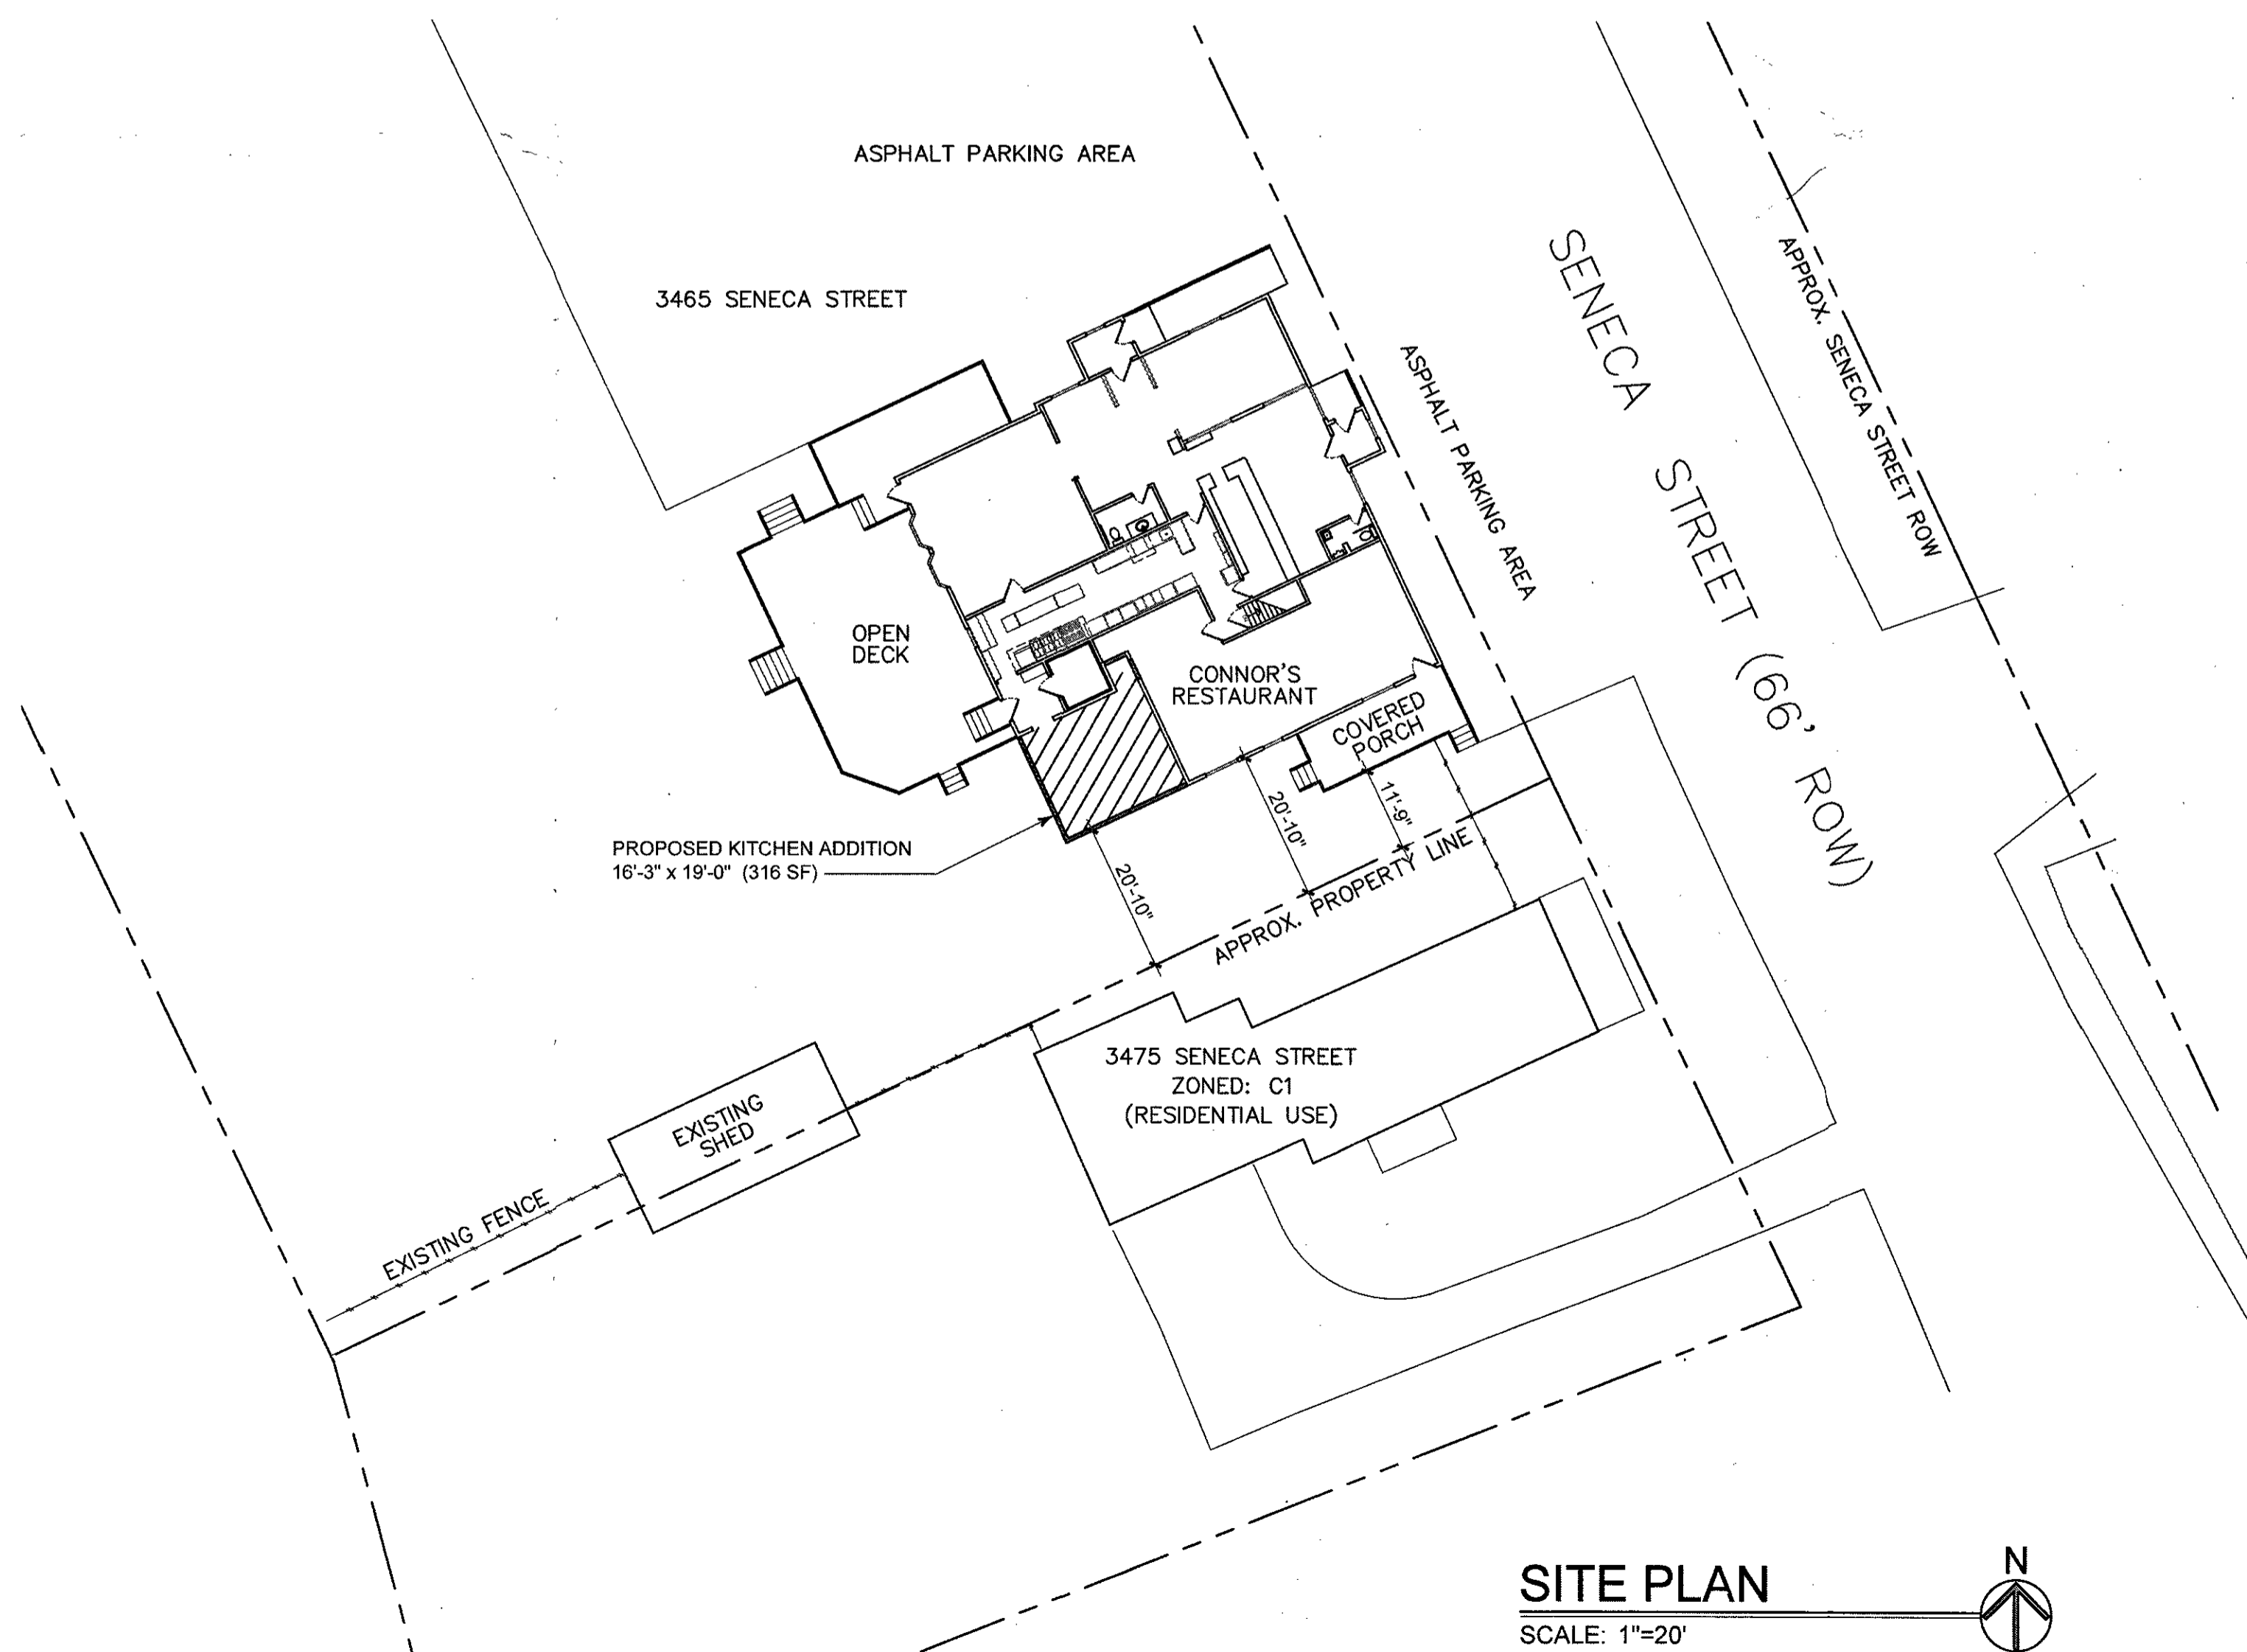 ASPHALT PARKING AREA
3465 SENECA STREET
SENECA STREET (66' ROW)
APPROX. SENECA STREET ROW
ASPHALT PARKING AREA
OPEN
DECK
CONNOR'S
RESTAURANT
COVERED
PORCH
PROPOSED KITCHEN ADDITION
16'-3" x 19'-0" (316 SF)
20'-10"
20'-10"
11'-9"
APPROX. PROPERTY LINE
3475 SENECA STREET
ZONED: C1
(RESIDENTIAL USE)
EXISTING
SHED
EXISTING FENCE
SITE PLAN
SCALE: 1"=20'
N